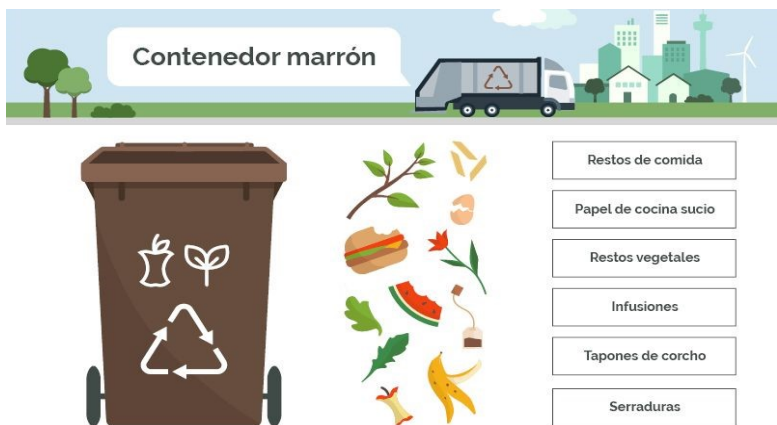 Contenedor marrón
Restos de comida
Papel de cocina sucio
Restos vegetales
Infusiones
Tapones de corcho
Serraduras